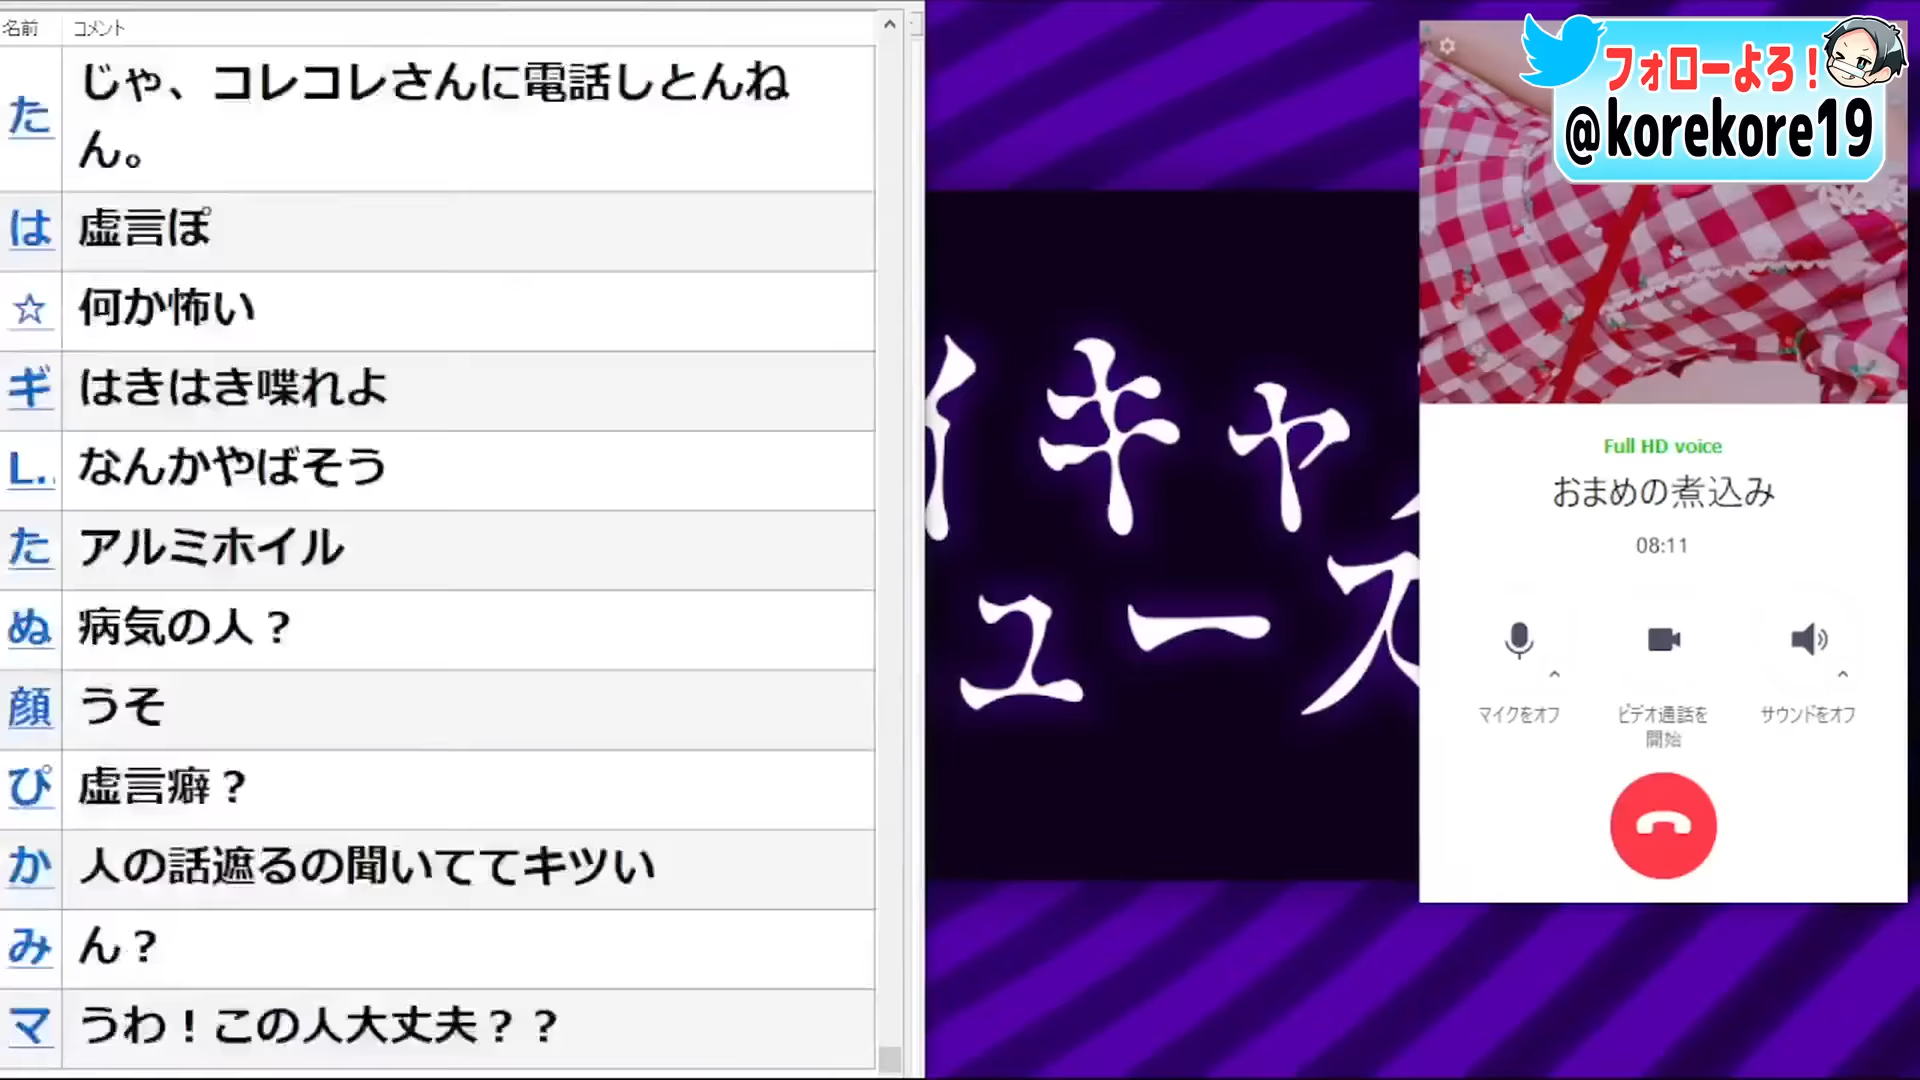 名前 コメント
た じゃ、コレコレさんに電話しとんね
ん。
は 虚言ぽ
☆ 何か怖い
ギ はきはき喋れよ
L.. なんかやばそう
た アルミホイル
ぬ 病気の人？
顔 うそ
ぴ 虚言癖？
か 人の話遮るの聞いててキツい
み ん？
マ うわ！この人大丈夫？？
イキャ
ュース
フォローよろ！
@korekore19
Full HD voice
おまめの煮込み
08:11
マイクをオフ
ビデオ通話を
開始
サウンドをオフ